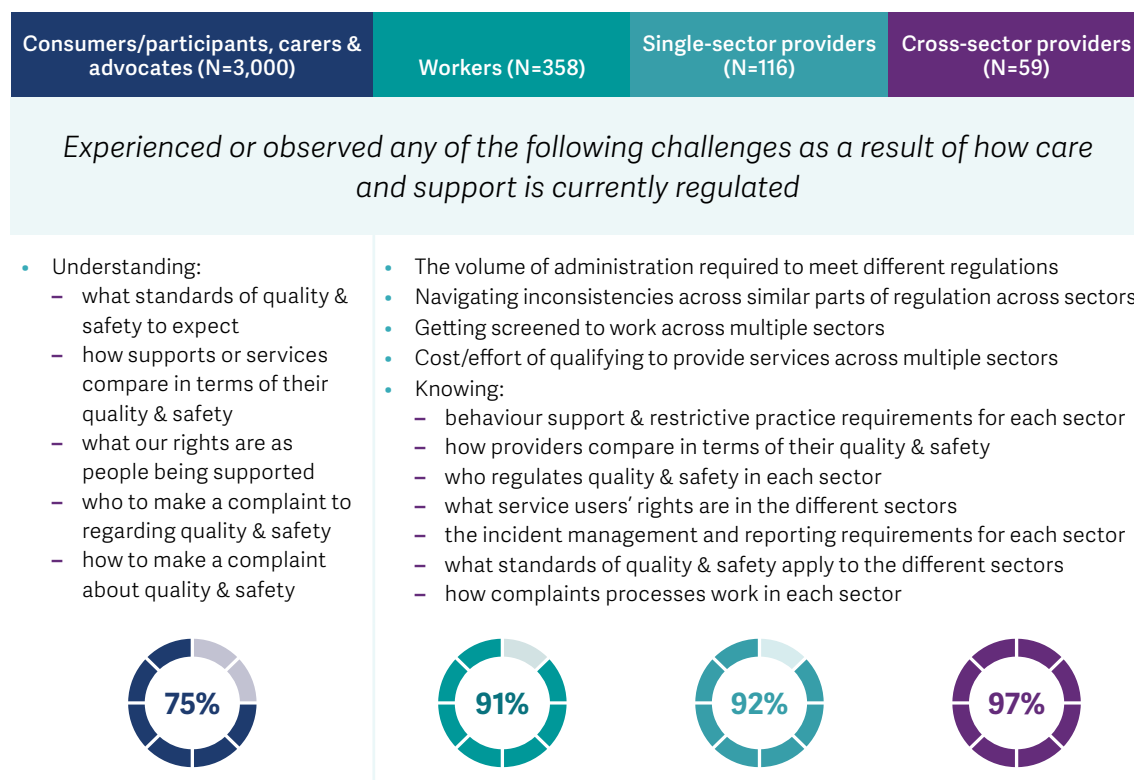 Consumers/participants, carers &
advocates (N=3,000)
Workers (N=358)
Single-sector providers
(N=116)
Cross-sector providers
(N=59)
Experienced or observed any of the following challenges as a result of how care
and support is currently regulated
• Understanding:
– what standards of quality &
safety to expect
– how supports or services
compare in terms of their
quality & safety
– what our rights are as
people being supported
– who to make a complaint to
regarding quality & safety
– how to make a complaint
about quality & safety
• The volume of administration required to meet different regulations
• Navigating inconsistencies across similar parts of regulation across sectors
• Getting screened to work across multiple sectors
• Cost/effort of qualifying to provide services across multiple sectors
• Knowing:
– behaviour support & restrictive practice requirements for each sector
– how providers compare in terms of their quality & safety
– who regulates quality & safety in each sector
– what service users’ rights are in the different sectors
– the incident management and reporting requirements for each sector
– what standards of quality & safety apply to the different sectors
– how complaints processes work in each sector
75%
91%
92%
97%